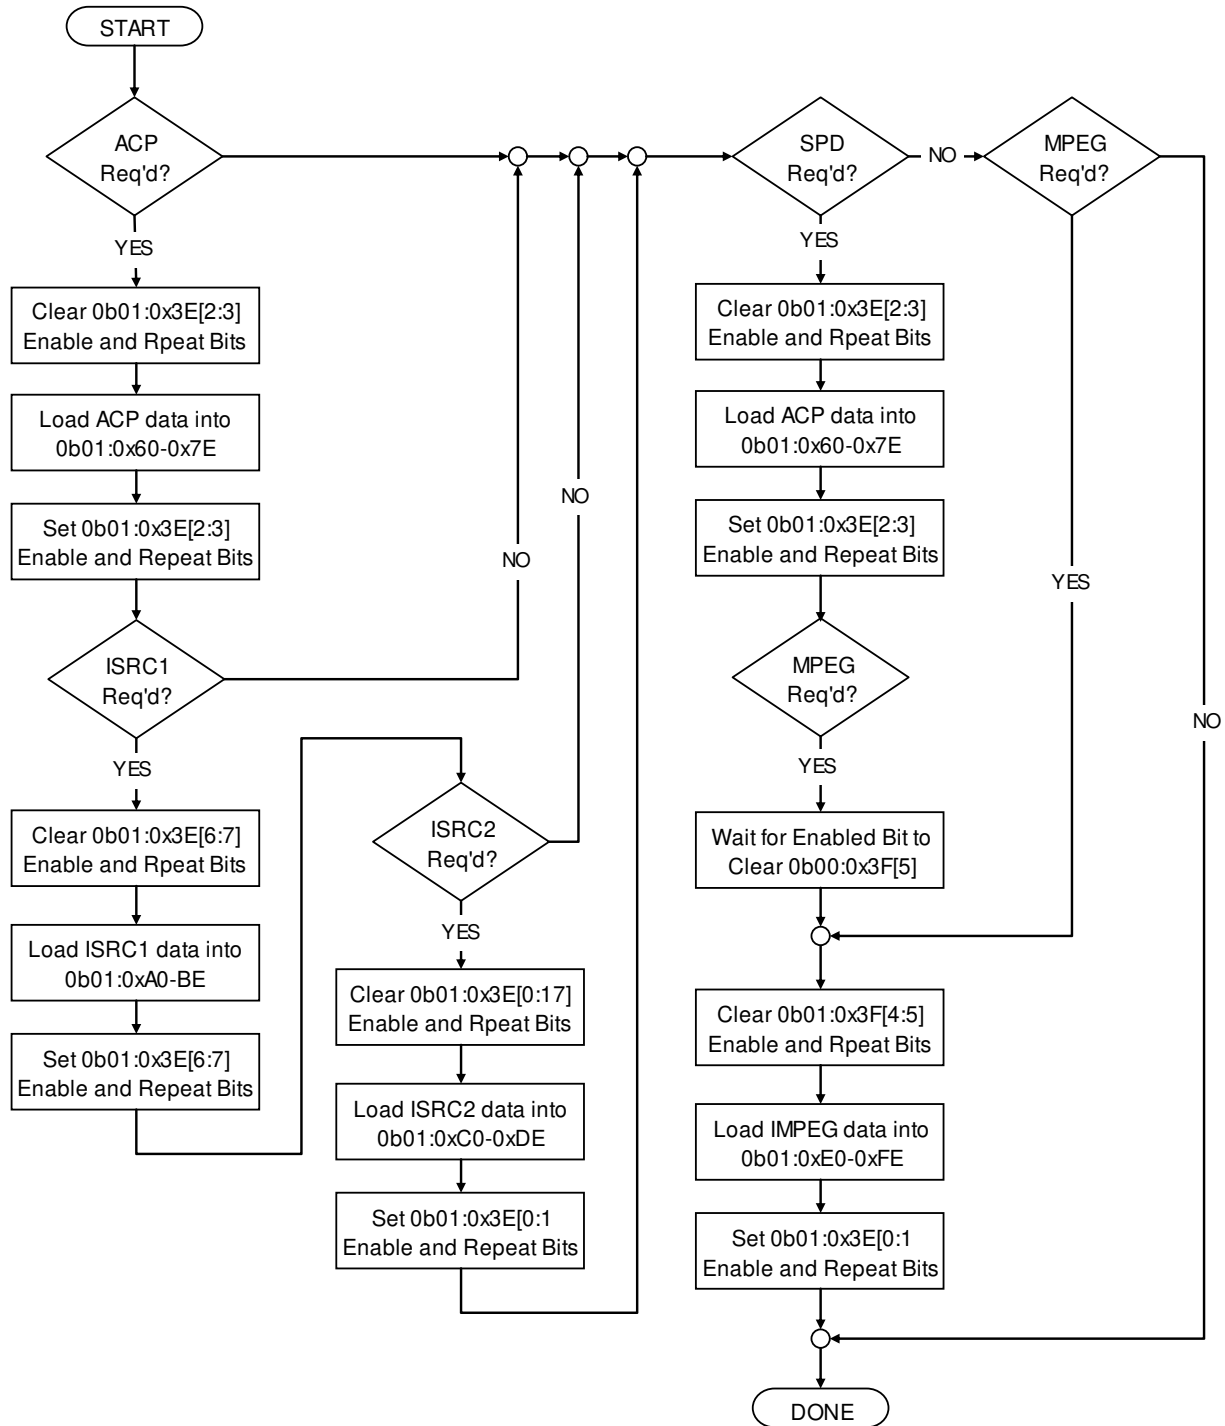 START
ACP
Req'd?
YES
Clear 0b01:0x3E[2:3]
Enable and Rpeat Bits
Load ACP data into
0b01:0x60-0x7E
Set 0b01:0x3E[2:3]
Enable and Repeat Bits
ISRC1
Req'd?
NO
YES
Clear 0b01:0x3E[6:7]
Enable and Rpeat Bits
Load ISRC1 data into
0b01:0xA0-BE
Set 0b01:0x3E[6:7]
Enable and Repeat Bits
ISRC2
Req'd?
NO
YES
Clear 0b01:0x3E[0:17]
Enable and Rpeat Bits
Load ISRC2 data into
0b01:0xC0-0xDE
Set 0b01:0x3E[0:1
Enable and Repeat Bits
SPD
Req'd?
NO
MPEG
Req'd?
YES
Clear 0b01:0x3E[2:3]
Enable and Rpeat Bits
Load ACP data into
0b01:0x60-0x7E
Set 0b01:0x3E[2:3]
Enable and Repeat Bits
YES
MPEG
Req'd?
NO
YES
Wait for Enabled Bit to
Clear 0b00:0x3F[5]
Clear 0b01:0x3F[4:5]
Enable and Rpeat Bits
Load IMPEG data into
0b01:0xE0-0xFE
Set 0b01:0x3E[0:1
Enable and Repeat Bits
DONE